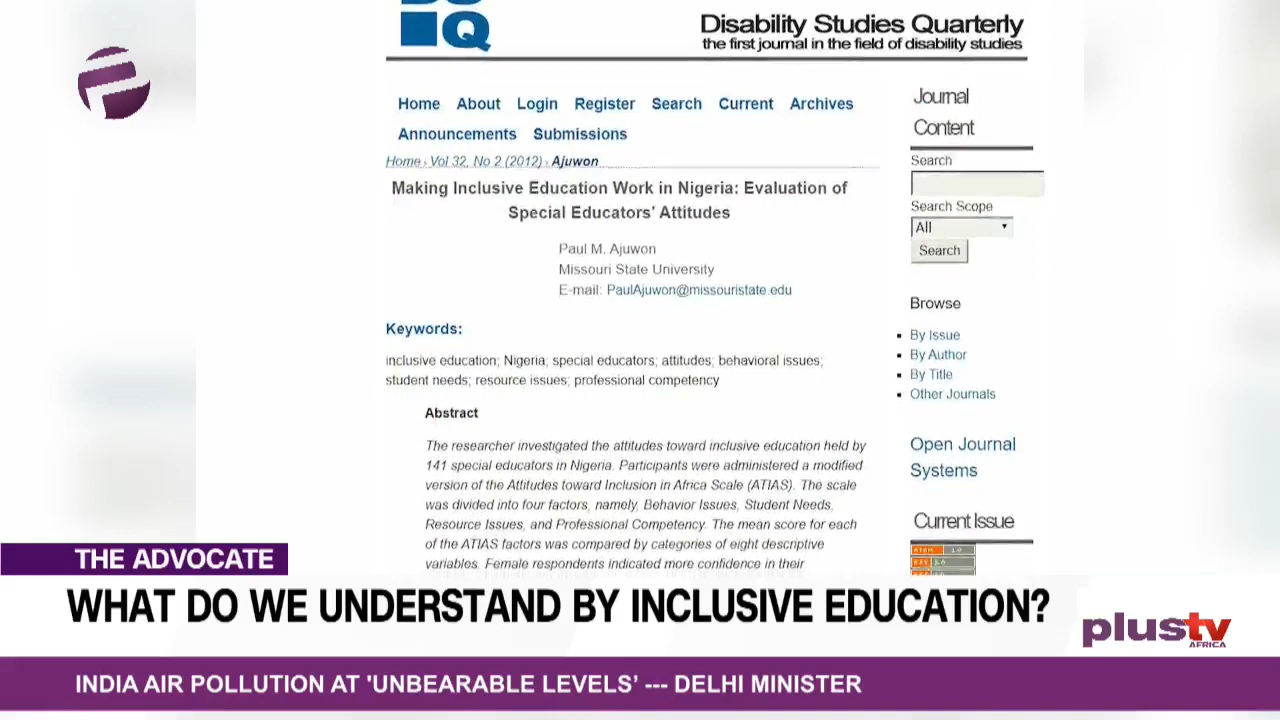 Disability Studies Quarterly
the first journal in the field of disability studies
Home About Login Register Search Current Archives
Announcements Submissions
Home › Vol 32, No 2 (2012) › Ajuwon
Making Inclusive Education Work in Nigeria: Evaluation of
Special Educators' Attitudes
Paul M. Ajuwon
Missouri State University
E-mail: PaulAjuwon@missouristate.edu
Keywords:
inclusive education; Nigeria; special educators; attitudes; behavioral issues;
student needs; resource issues; professional competency
Abstract
The researcher investigated the attitudes toward inclusive education held by
141 special educators in Nigeria. Participants were administered a modified
version of the Attitudes toward Inclusion in Africa Scale (ATIAS). The scale
was divided into four factors, namely, Behavior Issues, Student Needs,
Resource Issues, and Professional Competency. The mean score for each
of the ATIAS factors was compared by categories of eight descriptive
variables. Female respondents indicated more confidence in their
Journal
Content
Search
Search Scope
All
Search
Browse
By Issue
By Author
By Title
Other Journals
Open Journal
Systems
Current Issue
THE ADVOCATE
WHAT DO WE UNDERSTAND BY INCLUSIVE EDUCATION?
plustv
AFRICA
INDIA AIR POLLUTION AT 'UNBEARABLE LEVELS' --- DELHI MINISTER